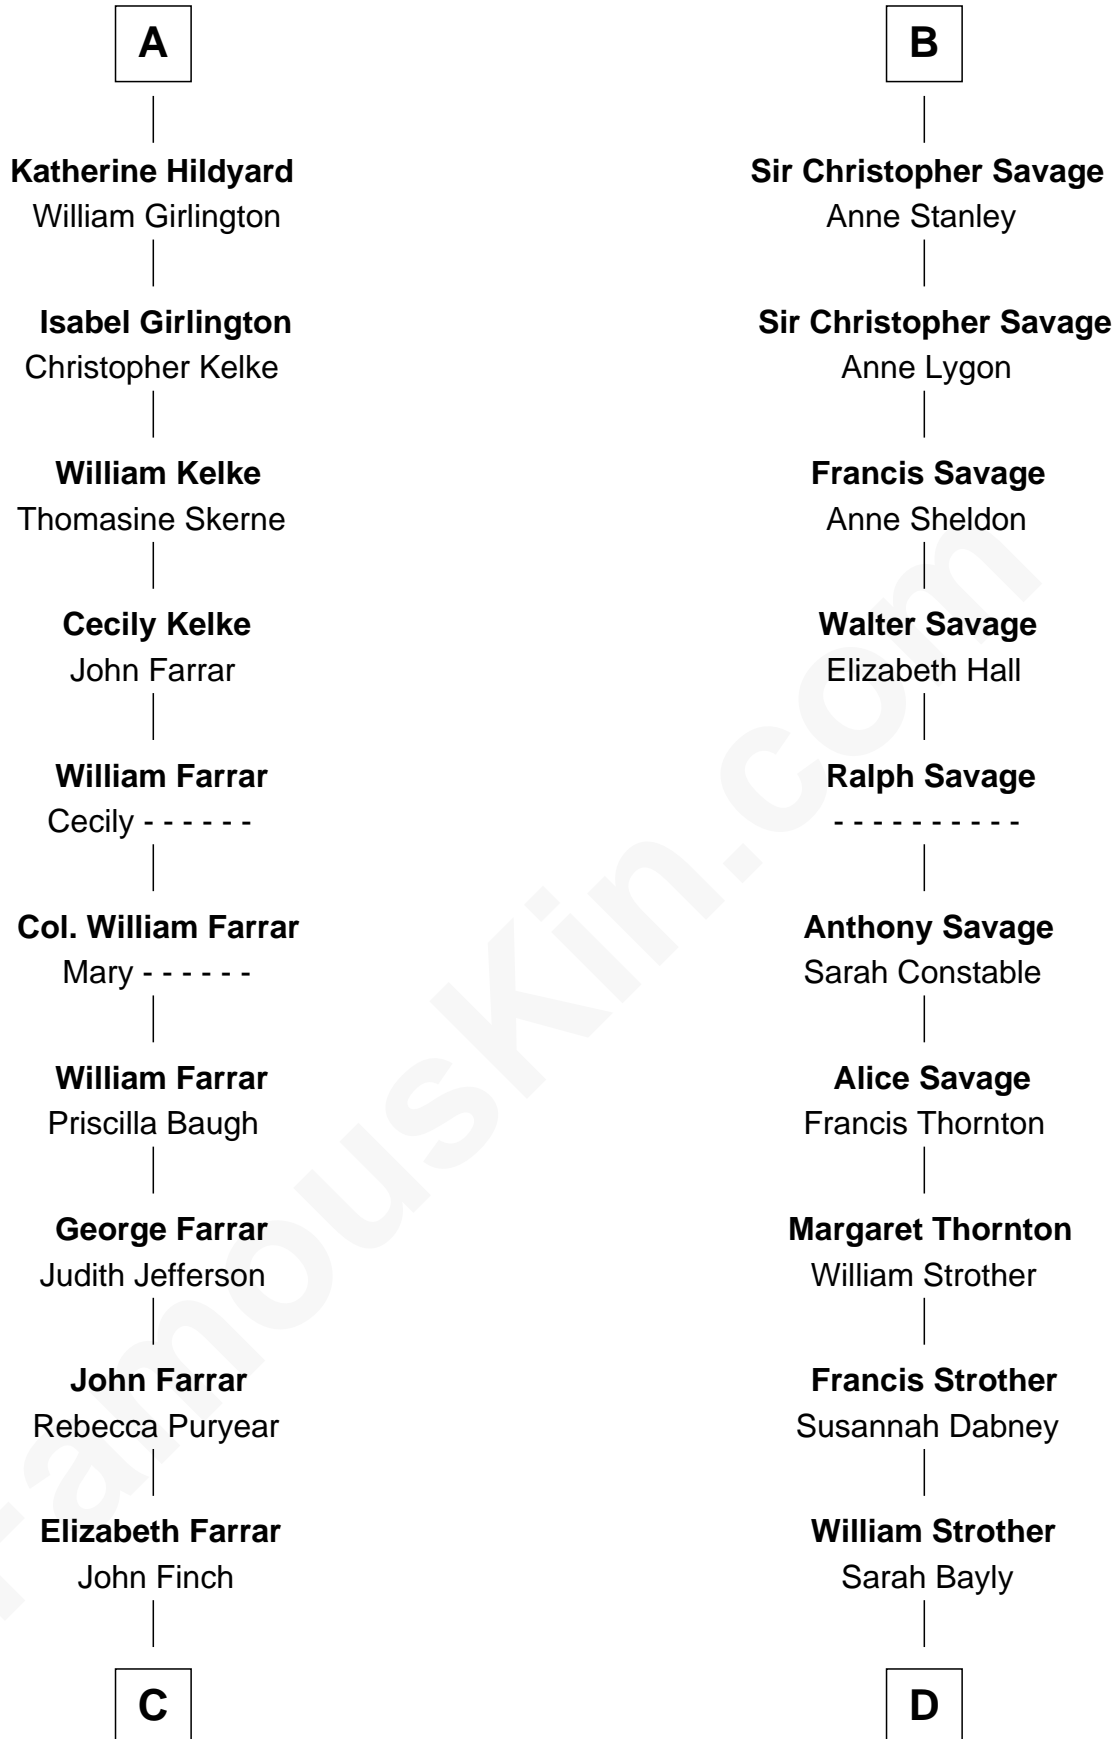 A
Katherine Hildyard
William Girlington
Isabel Girlington
Christopher Kelke
William Kelke
Thomasine Skerne
Cecily Kelke
John Farrar
William Farrar
Cecily - - - - - -
Col. William Farrar
Mary - - - - - -
William Farrar
Priscilla Baugh
George Farrar
Judith Jefferson
John Farrar
Rebecca Puryear
Elizabeth Farrar
John Finch
C
B
Sir Christopher Savage
Anne Stanley
Sir Christopher Savage
Anne Lygon
Francis Savage
Anne Sheldon
Walter Savage
Elizabeth Hall
Ralph Savage
- - - - - - - - - -
Anthony Savage
Sarah Constable
Alice Savage
Francis Thornton
Margaret Thornton
William Strother
Francis Strother
Susannah Dabney
William Strother
Sarah Bayly
D
FamousKin.com